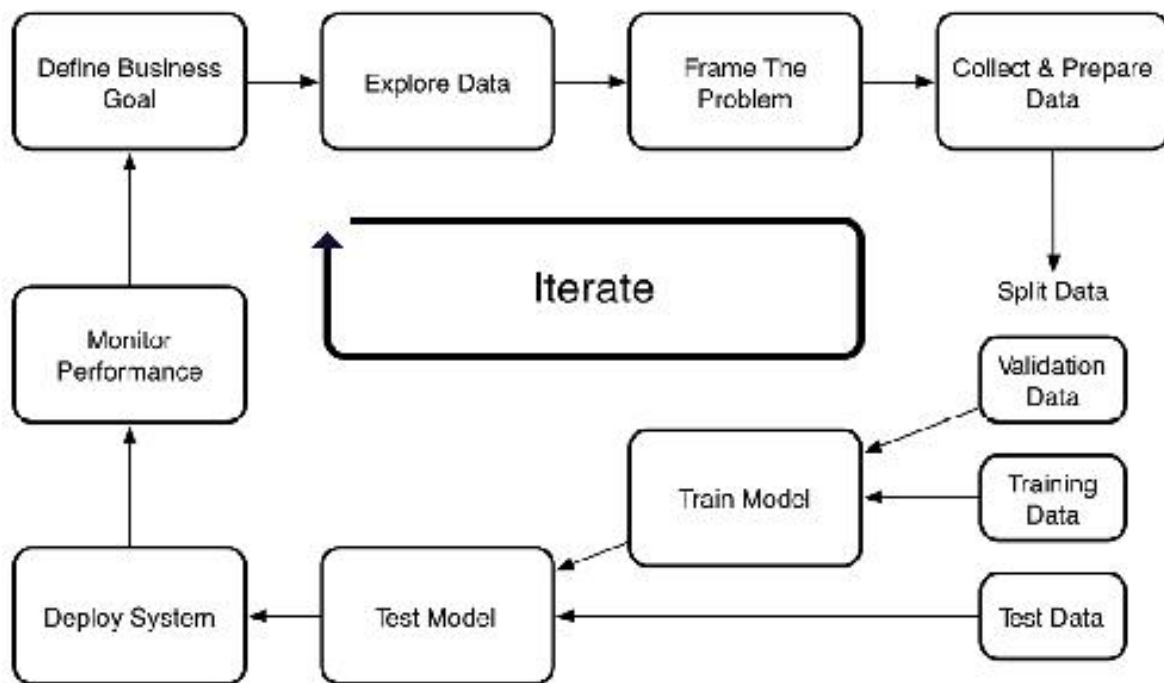 Define Business
Goal
Explore Data
Frame The
Problem
Collect & Prepare
Data
Iterate
Split Data
Monitor
Performance
Validation
Data
Train Model
Training
Data
Deploy System
Test Model
Test Data